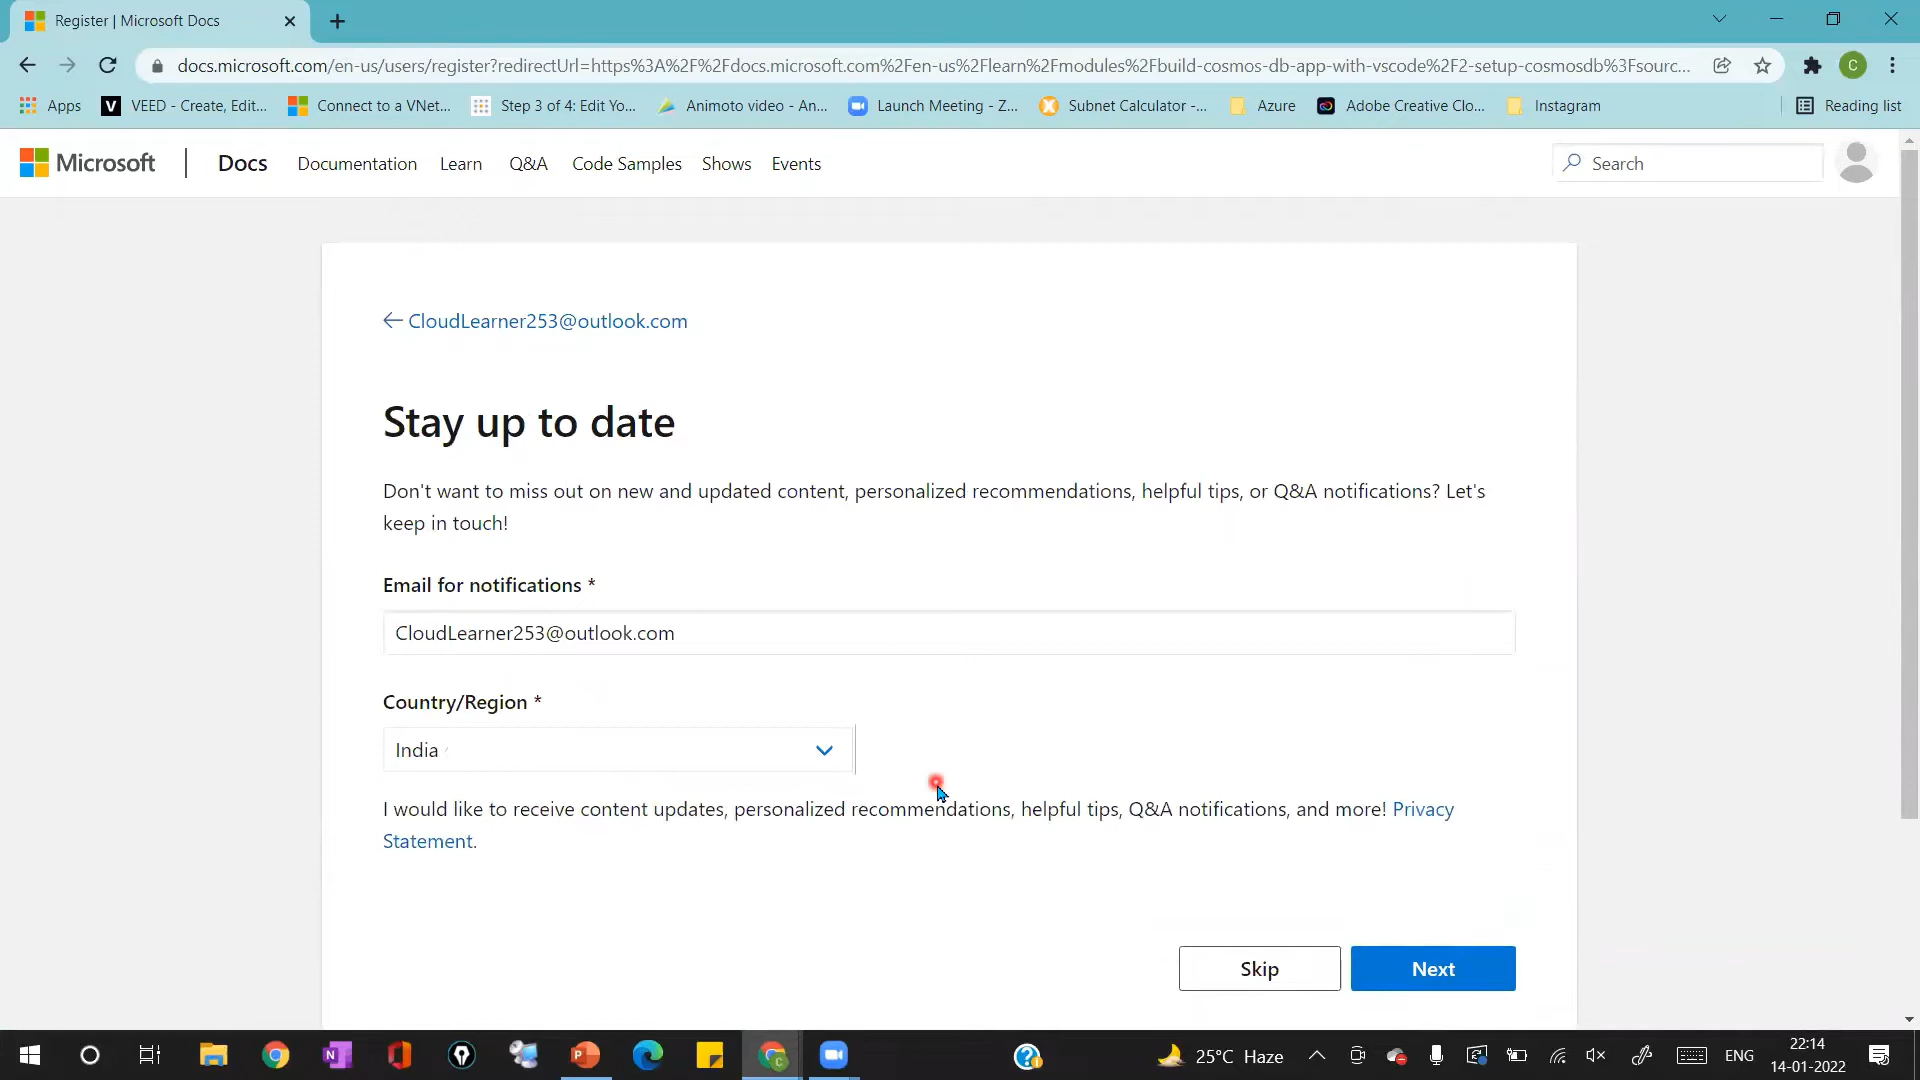 Register | Microsoft Docs
docs.microsoft.com/en-us/users/register?redirectUrl=https%3A%2F%2Fdocs.microsoft.com%2Fen-us%2Flearn%2Fmodules%2Fbuild-cosmos-db-app-with-vscode%2F2-setup-cosmosdb%3Fsourc...
C
Apps
V VEED - Create, Edit...
Connect to a VNet...
Step 3 of 4: Edit Yo...
Animoto video - An...
Launch Meeting - Z...
Subnet Calculator -...
Azure
Adobe Creative Clo...
Instagram
Reading list
Microsoft
Docs
Documentation
Learn
Q&A
Code Samples
Shows
Events
Search
CloudLearner253@outlook.com
Stay up to date
Don't want to miss out on new and updated content, personalized recommendations, helpful tips, or Q&A notifications? Let's
keep in touch!
Email for notifications *
CloudLearner253@outlook.com
Country/Region *
India
I would like to receive content updates, personalized recommendations, helpful tips, Q&A notifications, and more! Privacy
Statement.
Skip
Next
25°C Haze
ENG
22:14
14-01-2022